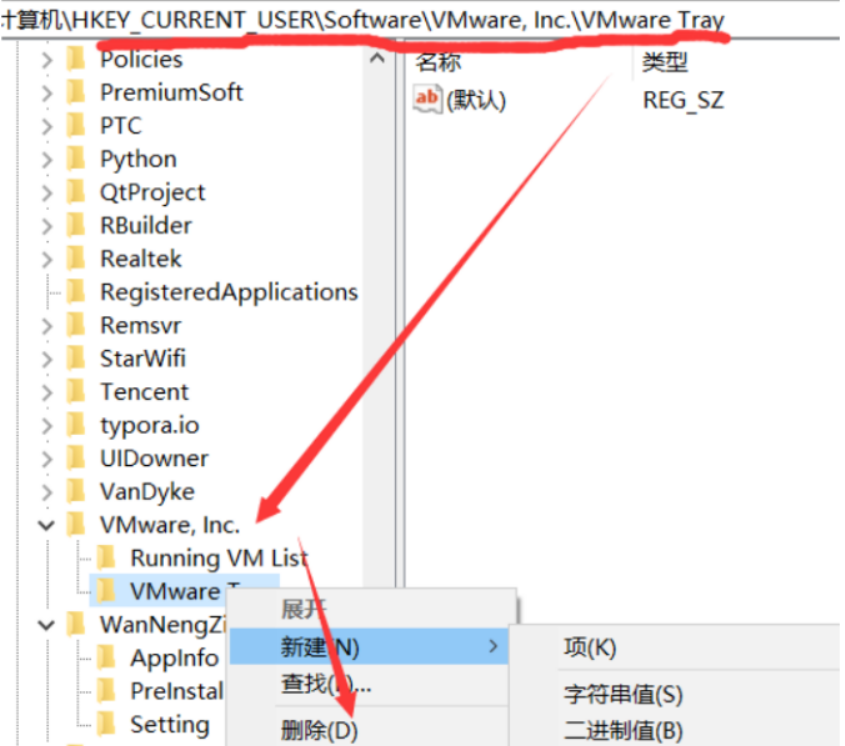 计算机\HKEY_CURRENT_USER\Software\VMware, Inc.\VMware Tray
Policies
PremiumSoft
PTC
Python
QtProject
RBuilder
Realtek
RegisteredApplications
Remsvr
StarWifi
Tencent
typora.io
UIDowner
VanDyke
VMware, Inc.
Running VM List
VMware
WanNengZi
AppInfo
PreInstal
Setting
名称
类型
ab
(默认)
REG_SZ
展开
新建(N)
查找...
删除(D)
项(K)
字符串值(S)
二进制值(B)